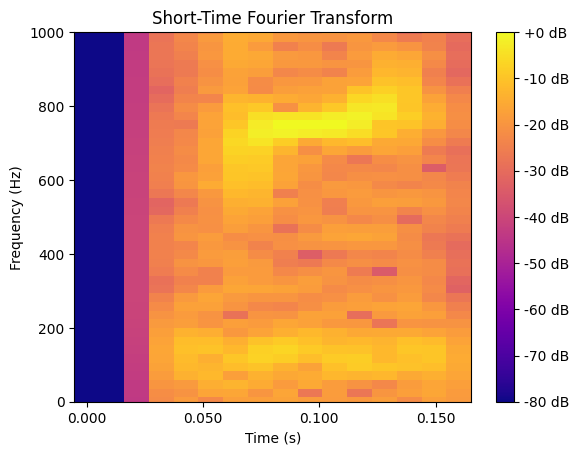 Short-Time Fourier Transform
1000
800
600
400
200
0
Frequency (Hz)
0.000
0.050
0.100
0.150
Time (s)
+0 dB
-10 dB
-20 dB
-30 dB
-40 dB
-50 dB
-60 dB
-70 dB
-80 dB